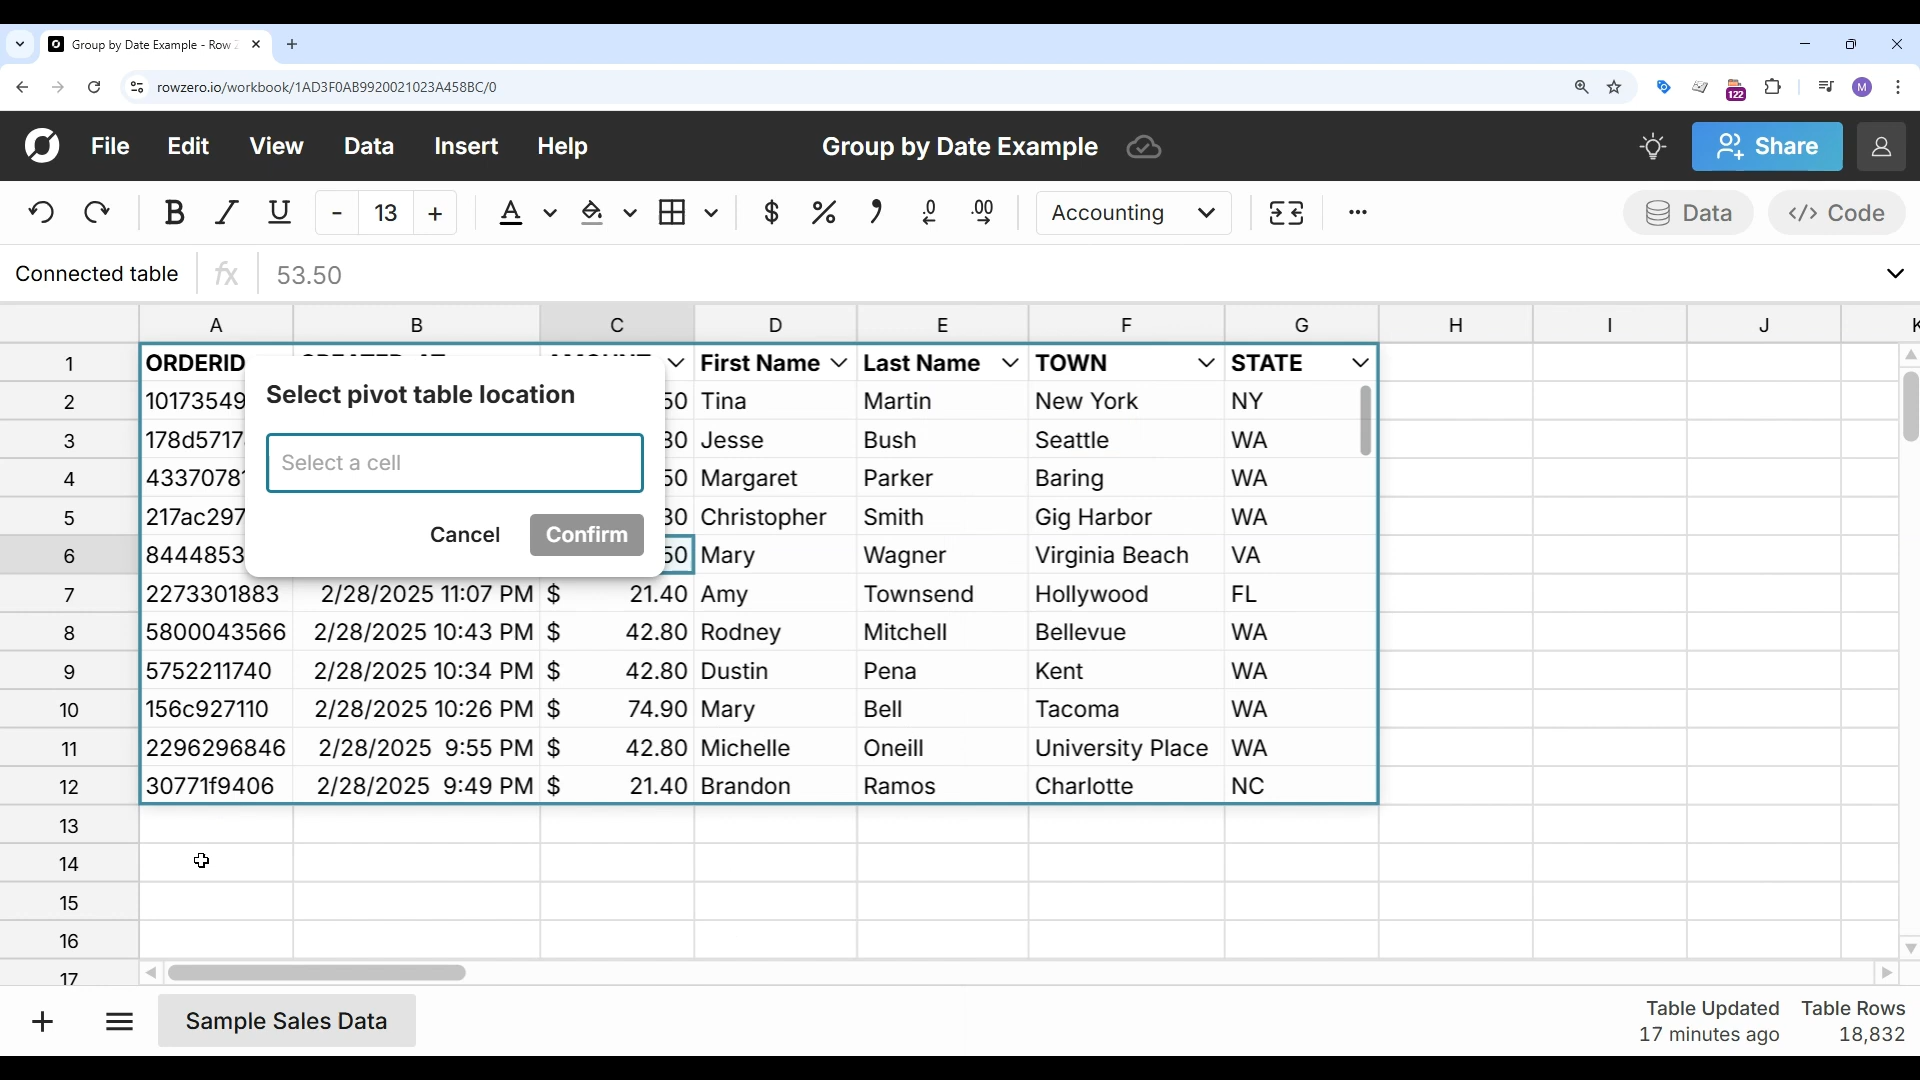 Group by Date Example - Row
rowzero.io/workbook/1AD3F0AB9920021023A458BC/0
122
M
File Edit View Data Insert Help
Group by Date Example
Share
B I U - 13 + A $ % , .0 .00 Accounting ... Data </> Code
Connected table fx 53.50
A B C D E F G H I J K
1 ORDERID First Name Last Name TOWN STATE
Select pivot table location
Select a cell
Cancel Confirm
2 10173549 50 Tina Martin New York NY
3 178d5717 80 Jesse Bush Seattle WA
4 4337078 50 Margaret Parker Baring WA
5 217ac297 30 Christopher Smith Gig Harbor WA
6 8444853 50 Mary Wagner Virginia Beach VA
7 2273301883 2/28/2025 11:07 PM $ 21.40 Amy Townsend Hollywood FL
8 5800043566 2/28/2025 10:43 PM $ 42.80 Rodney Mitchell Bellevue WA
9 5752211740 2/28/2025 10:34 PM $ 42.80 Dustin Pena Kent WA
10 156c927110 2/28/2025 10:26 PM $ 74.90 Mary Bell Tacoma WA
11 2296296846 2/28/2025 9:55 PM $ 42.80 Michelle Oneill University Place WA
12 30771f9406 2/28/2025 9:49 PM $ 21.40 Brandon Ramos Charlotte NC
13
14
15
16
17
Sample Sales Data
Table Updated Table Rows
17 minutes ago 18,832